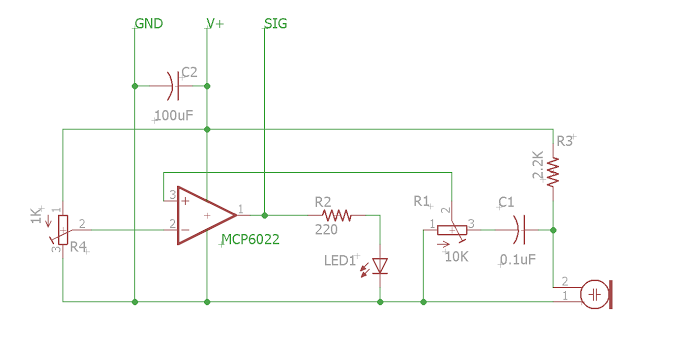 GND V+ SIG
C2
100uF
R3
2.2K
3
+
1
2
-
MCP6022
1K
1
2
3
R4
R2
220
LED1
R1
2
1
3
10K
C1
0.1uF
2
1